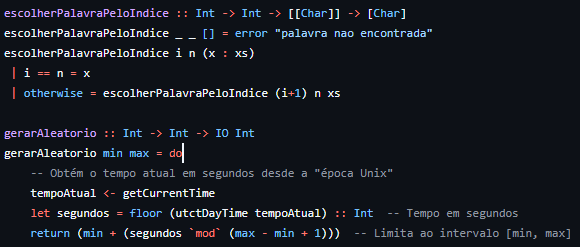 escolherPalavraPeloIndice :: Int -> Int -> [[Char]] -> [Char]
escolherPalavraPeloIndice _ _ [] = error "palavra nao encontrada"
escolherPalavraPeloIndice i n (x : xs)
| i == n = x
| otherwise = escolherPalavraPeloIndice (i+1) n xs
gerarAleatorio :: Int -> Int -> IO Int
gerarAleatorio min max = do
-- Obtém o tempo atual em segundos desde a "época Unix"
tempoAtual <- getCurrentTime
let segundos = floor (utctDayTime tempoAtual) :: Int -- Tempo em segundos
return (min + (segundos `mod` (max - min + 1))) -- Limita ao intervalo [min, max]